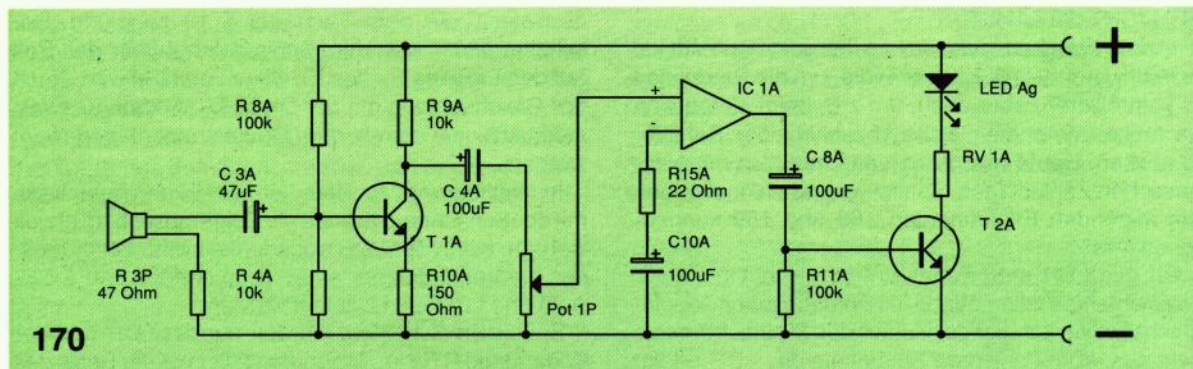 R 8A
100k
R 9A
10k
C 3A
47uF
+
+
C 4A
100uF
T 1A
R 3P
47 Ohm
R 4A
10k
R10A
150
Ohm
Pot 1P
+
-
IC 1A
R15A
22 Ohm
+
C10A
100uF
+
C 8A
100uF
R11A
100k
LED Ag
RV 1A
T 2A
+
−
170